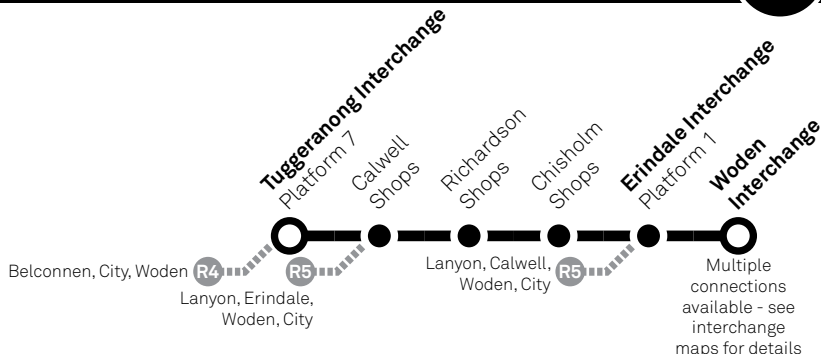 Tuggeranong Interchange
Platform 7
Calwell
Shops
Richardson
Shops
Chisholm
Shops
Erindale Interchange
Platform 1
Woden
Interchange
Belconnen, City, Woden R4
R5
Lanyon, Erindale,
Woden, City
Lanyon, Calwell,
Woden, City
R5
Multiple
connections
available - see
interchange
maps for details